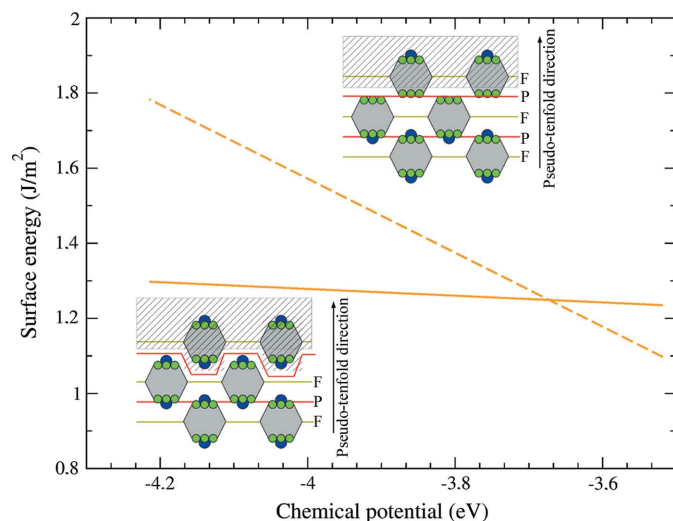 2
1.8
1.6
1.4
1.2
1
0.8
Surface energy (J/m²)
-4.2
-4
-3.8
-3.6
Chemical potential (eV)
F
P
F
P
F
Pseudo-tenfold direction
F
P
F
Pseudo-tenfold direction